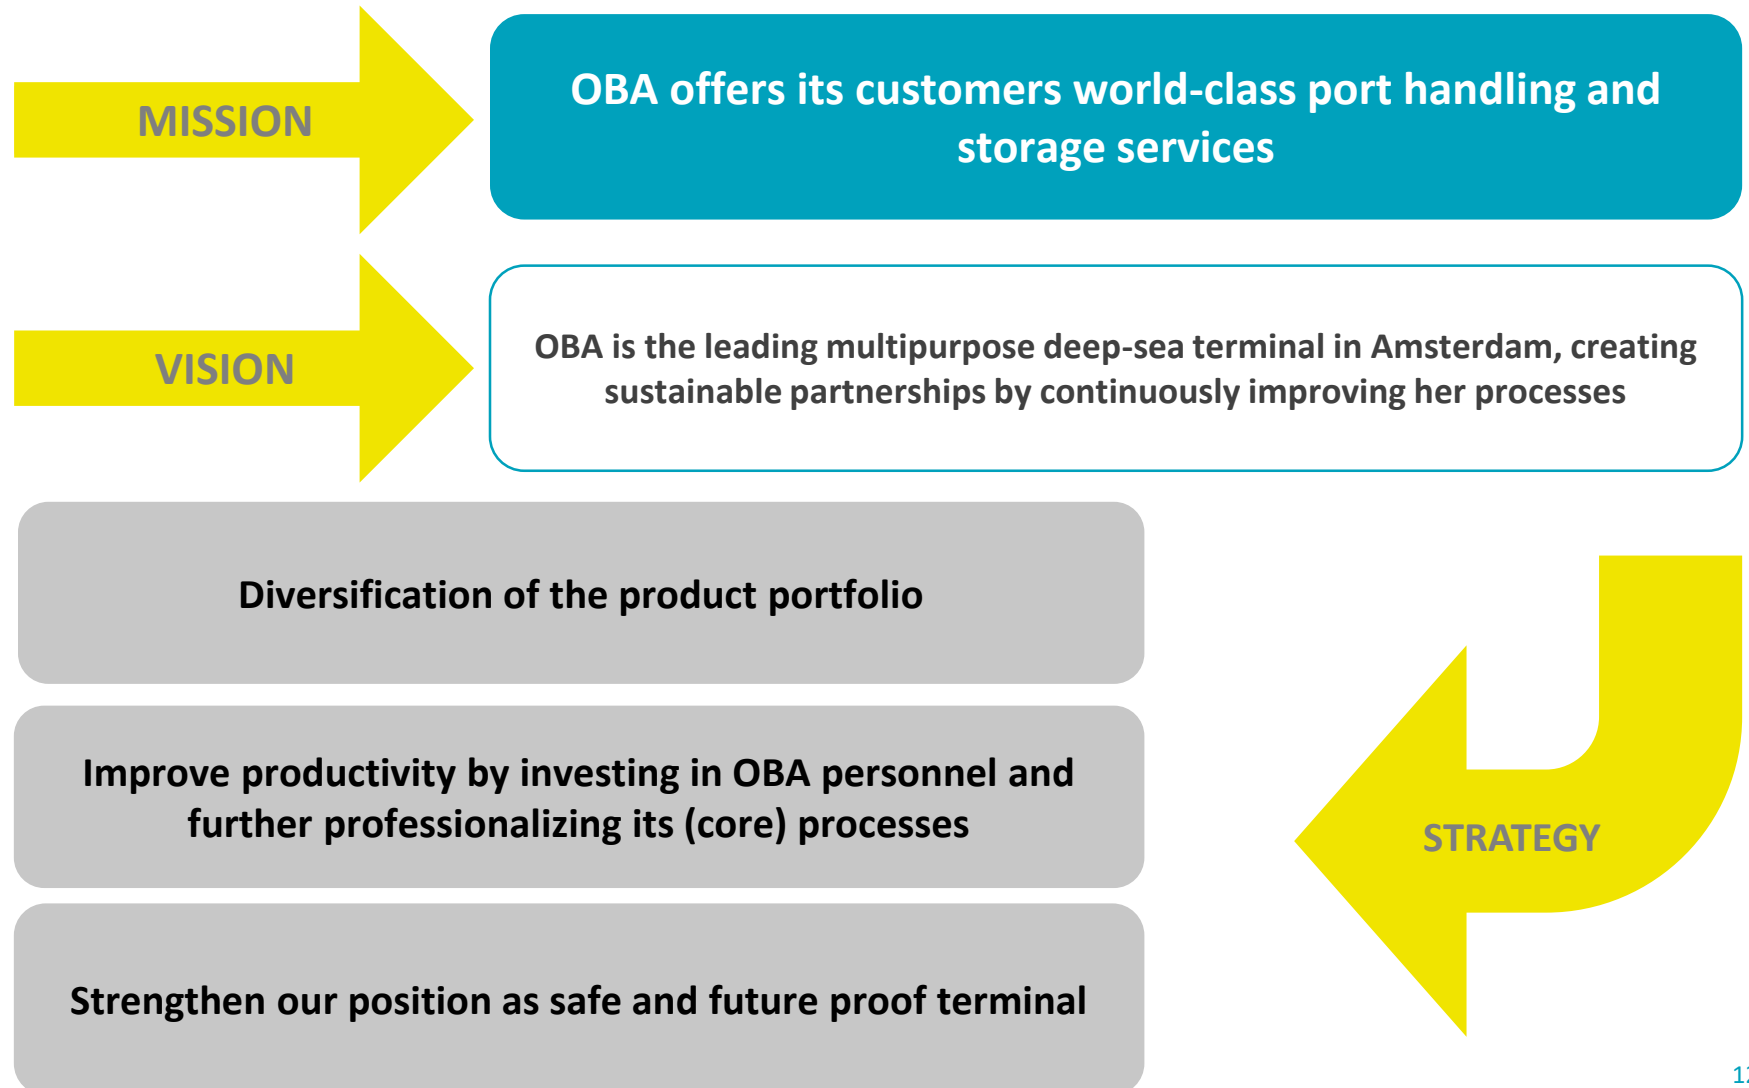 MISSION
OBA offers its customers world-class port handling and
storage services
VISION
OBA is the leading multipurpose deep-sea terminal in Amsterdam, creating
sustainable partnerships by continuously improving her processes
Diversification of the product portfolio
Improve productivity by investing in OBA personnel and
further professionalizing its (core) processes
STRATEGY
Strengthen our position as safe and future proof terminal